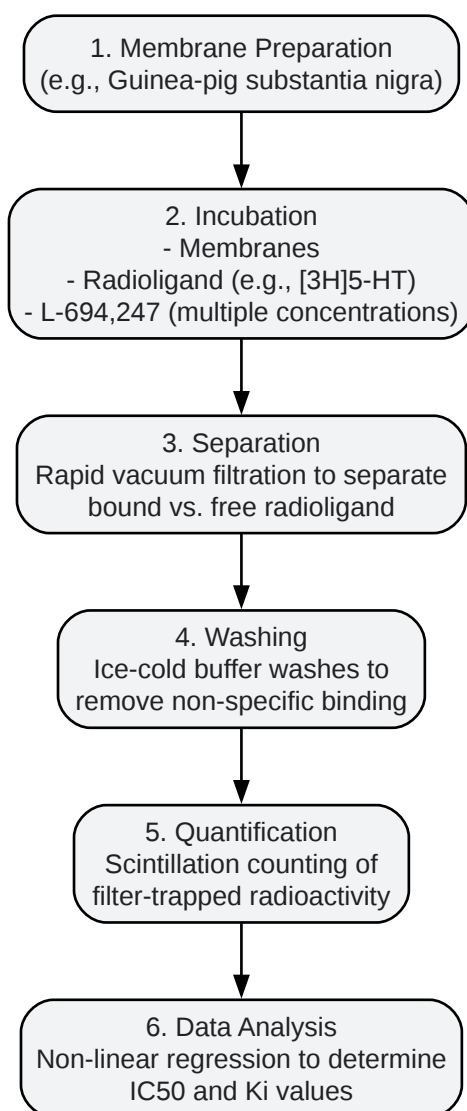 1. Membrane Preparation
(e.g., Guinea-pig substantia nigra)
2. Incubation
- Membranes
- Radioligand (e.g., [3H]5-HT)
- L-694,247 (multiple concentrations)
3. Separation
Rapid vacuum filtration to separate
bound vs. free radioligand
4. Washing
Ice-cold buffer washes to
remove non-specific binding
5. Quantification
Scintillation counting of
filter-trapped radioactivity
6. Data Analysis
Non-linear regression to determine
IC50 and Ki values